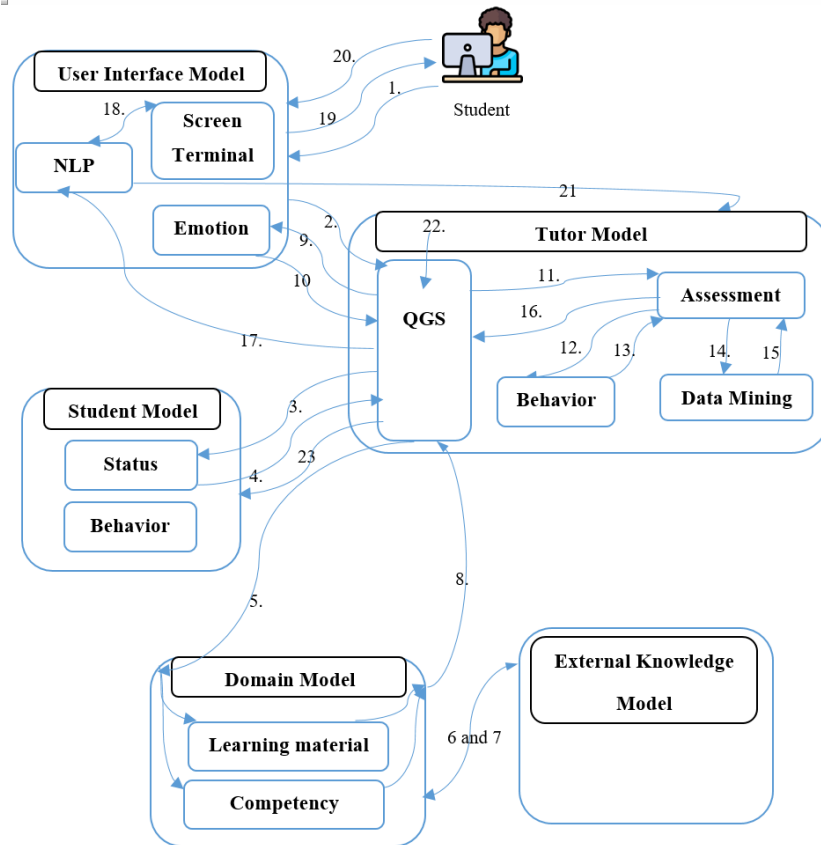 20.
User Interface Model
1.
18.
19
Student
Screen
Terminal
NLP
21
2.
22.
Emotion
9.
Tutor Model
10
11.
Assessment
QGS
16.
17.
12.
13.
14.
15
Student Model
3.
Behavior
Data Mining
Status
4.
23
Behavior
8.
5.
External Knowledge
Model
Domain Model
6 and 7
Learning material
Competency